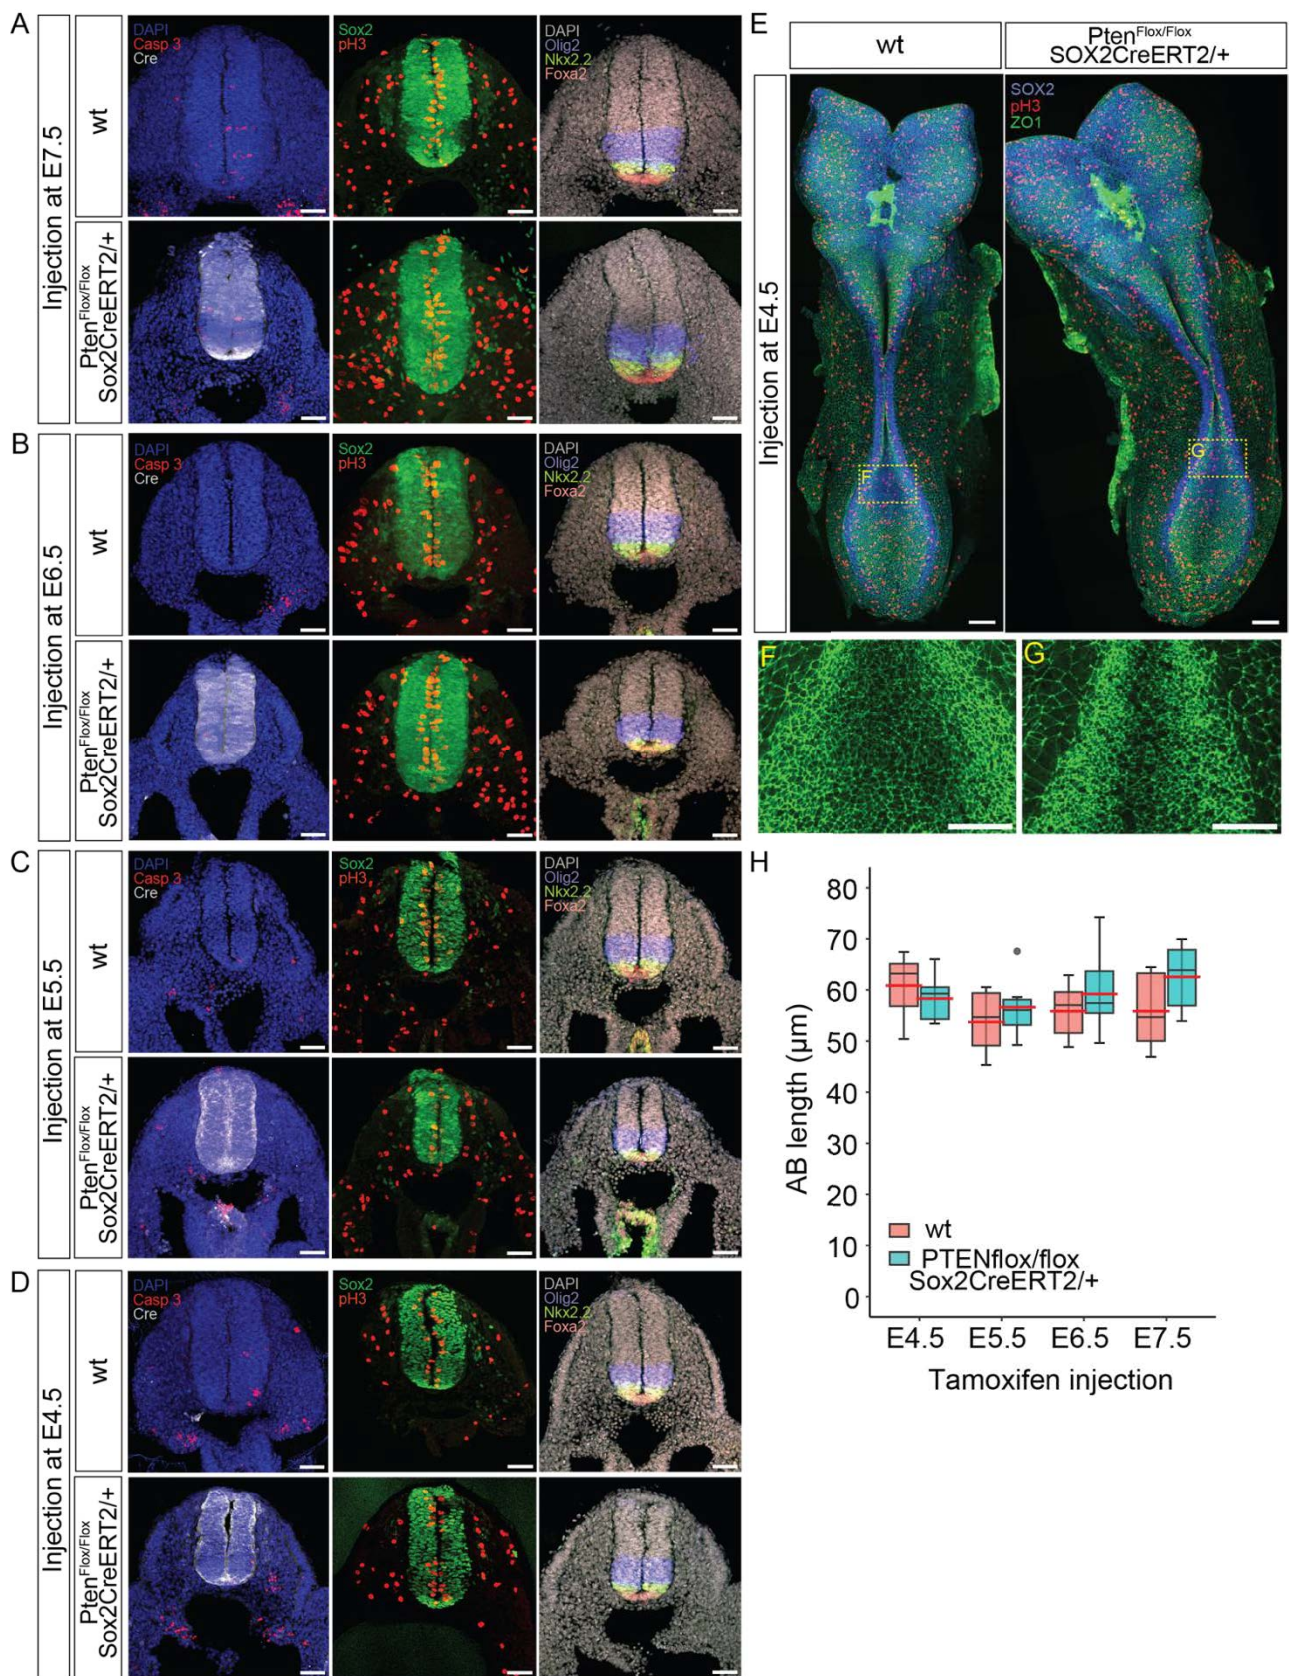 A
Injection at E7.5
wt
DAPI
Casp 3
Cre
Sox2
pH3
DAPI
Olig2
Nkx2.2
Foxa2
Pten^Flox/Flox
Sox2CreERT2/+
B
Injection at E6.5
wt
DAPI
Casp 3
Cre
Sox2
pH3
DAPI
Olig2
Nkx2.2
Foxa2
Pten^Flox/Flox
Sox2CreERT2/+
C
Injection at E5.5
wt
DAPI
Casp 3
Cre
Sox2
pH3
DAPI
Olig2
Nkx2.2
Foxa2
Pten^Flox/Flox
Sox2CreERT2/+
D
Injection at E4.5
wt
DAPI
Casp 3
Cre
Sox2
pH3
DAPI
Olig2
Nkx2.2
Foxa2
Pten^Flox/Flox
Sox2CreERT2/+
E
wt
Pten^Flox/Flox
SOX2CreERT2/+
Injection at E4.5
SOX2
pH3
ZO1
F
G
F
G
H
80
70
60
50
40
30
20
10
0
AB length (µm)
wt
PTENflox/flox
Sox2CreERT2/+
E4.5 E5.5 E6.5 E7.5
Tamoxifen injection